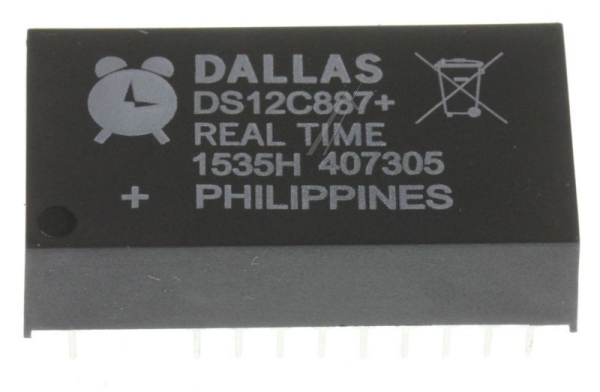 DALLAS
DS12C887+
REAL TIME
1535H 407305
+ PHILIPPINES